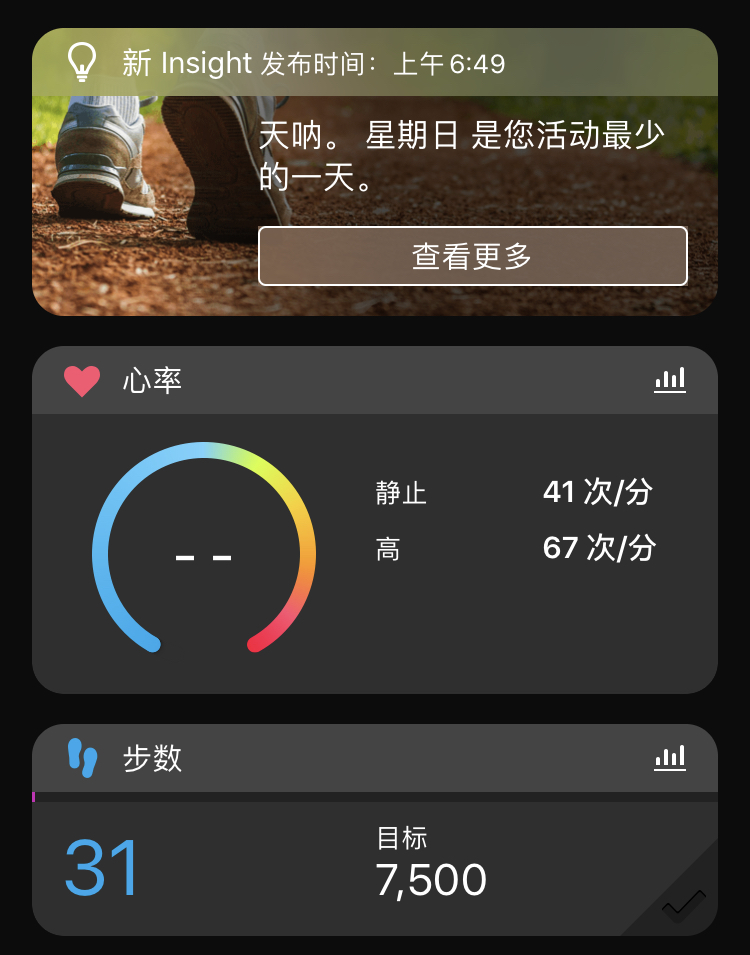 新 Insight 发布时间：上午 6:49
天呐。 星期日 是您活动最少
的一天。
查看更多
心率
静止 41 次/分
-- 高 67 次/分
步数
目标
31 7,500